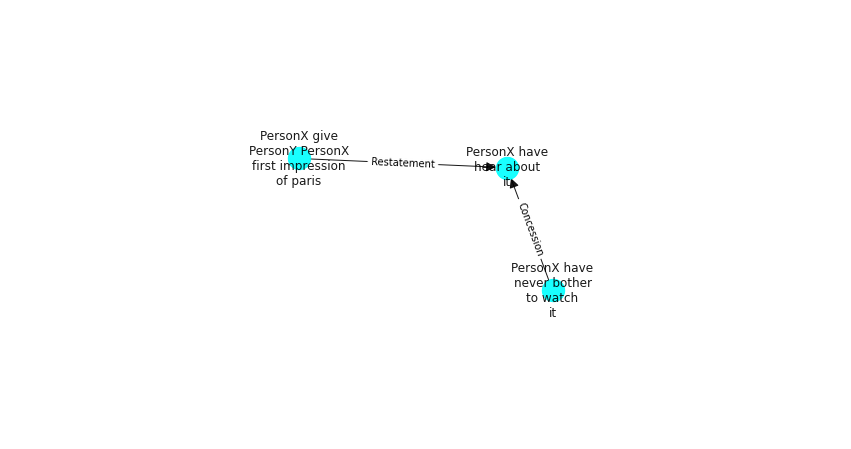 PersonX give
PersonY PersonX
first impression
of paris
Restatement
PersonX have
hear about
it
Concession
PersonX have
never bother
to watch
it